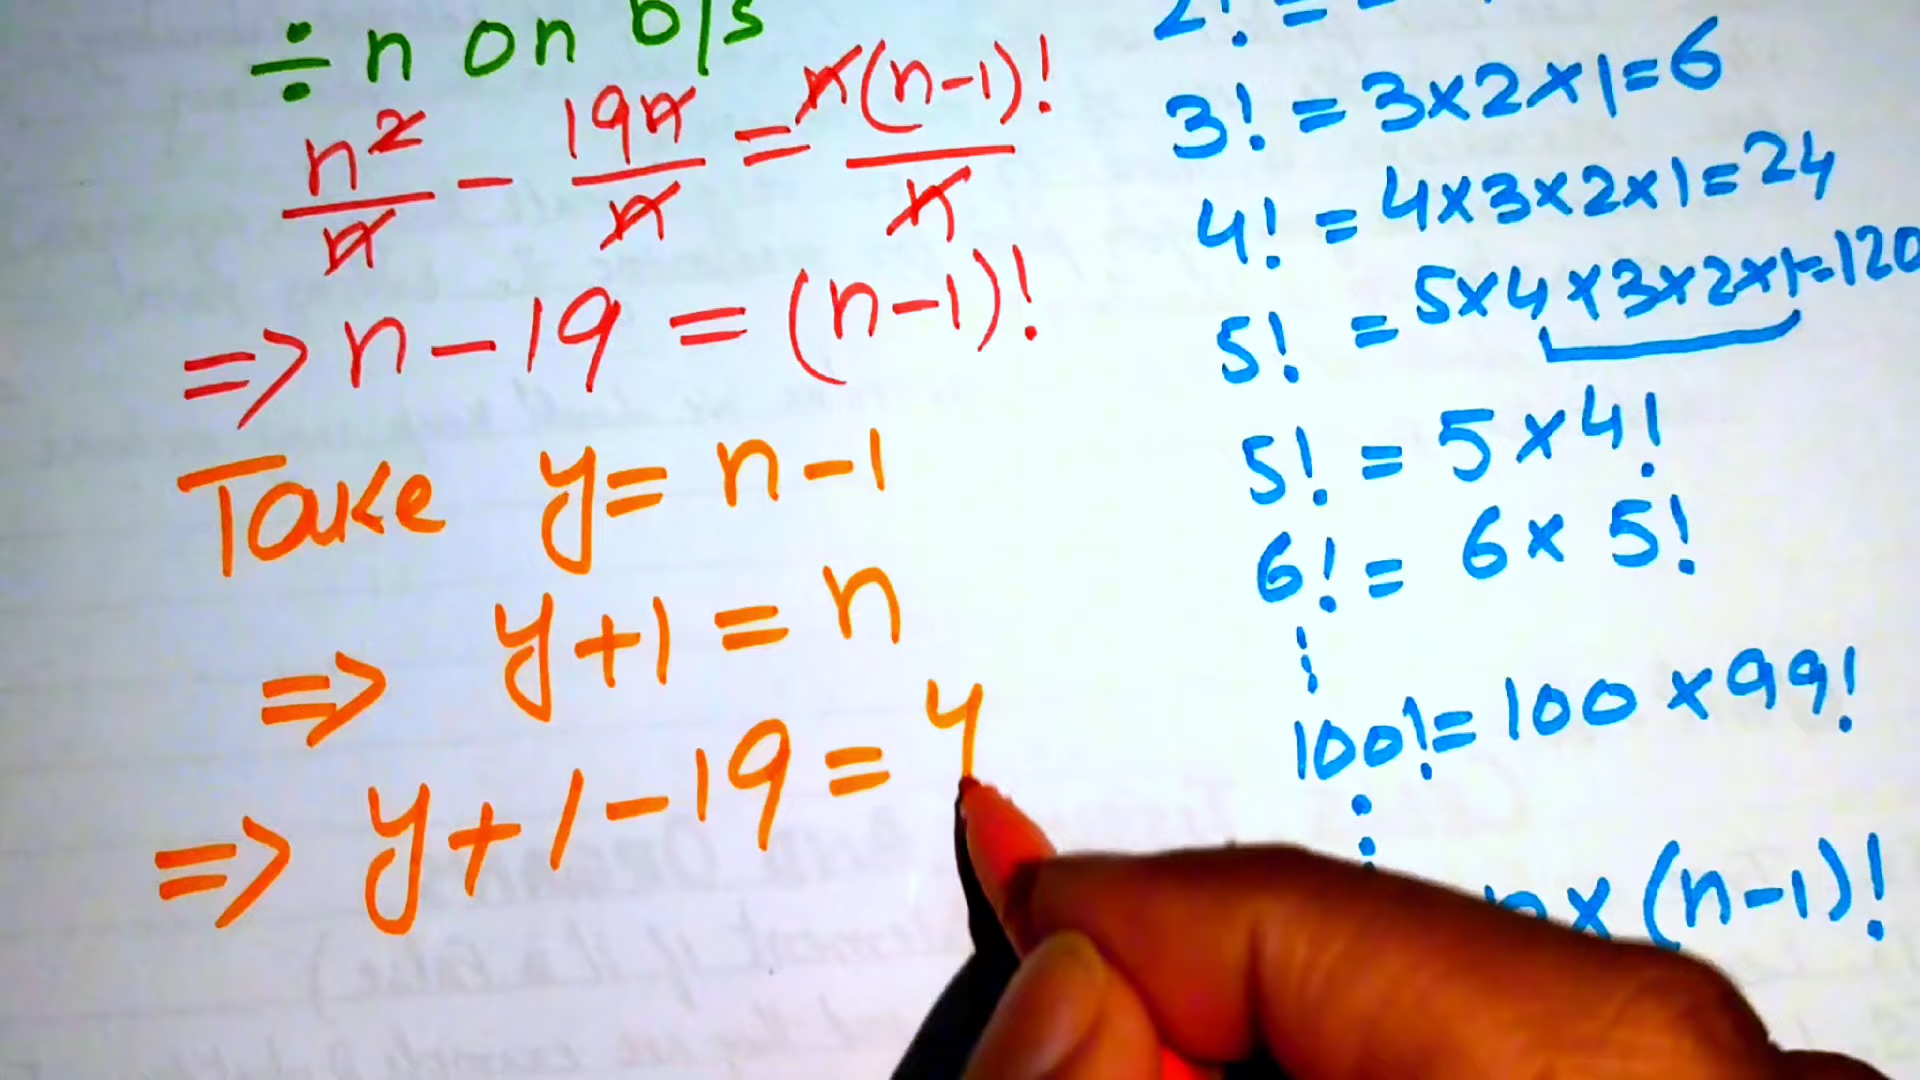 ÷ n on b/s
n²/n - 19n/n = n(n-1)!/n
=> n - 19 = (n-1)!
Take y = n-1
=> y+1 = n
=> y+1-19 = y
2! =
3! = 3×2×1=6
4! = 4×3×2×1=24
5! = 5×4×3×2×1=120
5! = 5×4!
6! = 6× 5!
100! = 100 ×99!
n× (n-1)!